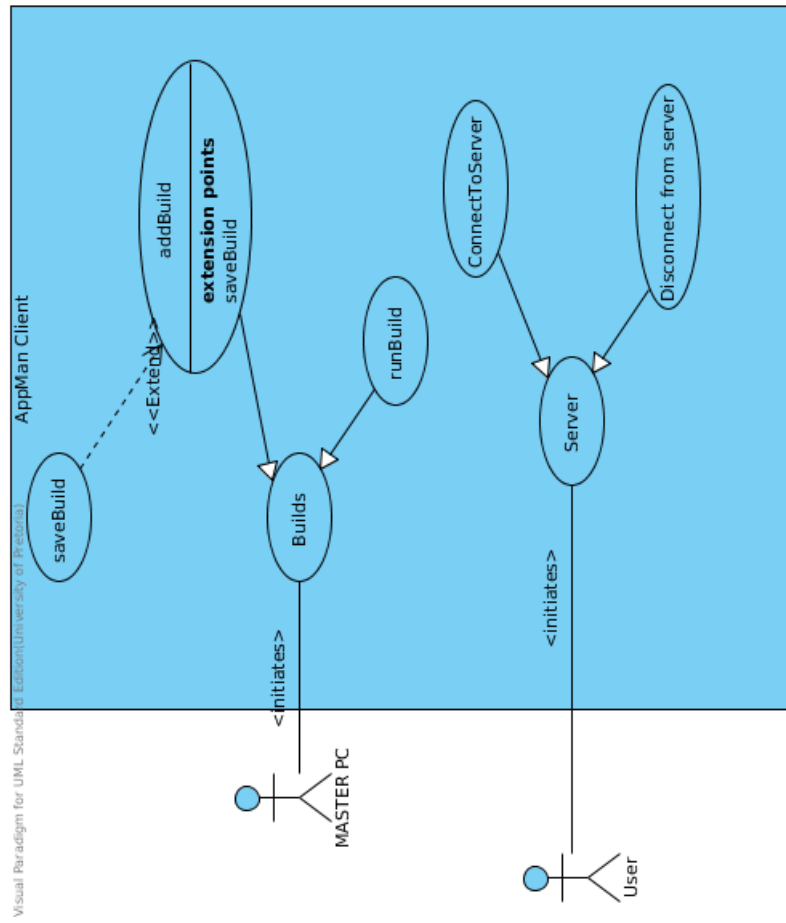 Visual Paradigm for UML Standard Edition(University of Pretoria)
AppMan Client
saveBuild
<<Extend>>
addBuild
extension points
saveBuild
<initiates>
Builds
runBuild
MASTER PC
ConnectToServer
<initiates>
Server
Disconnect from server
User